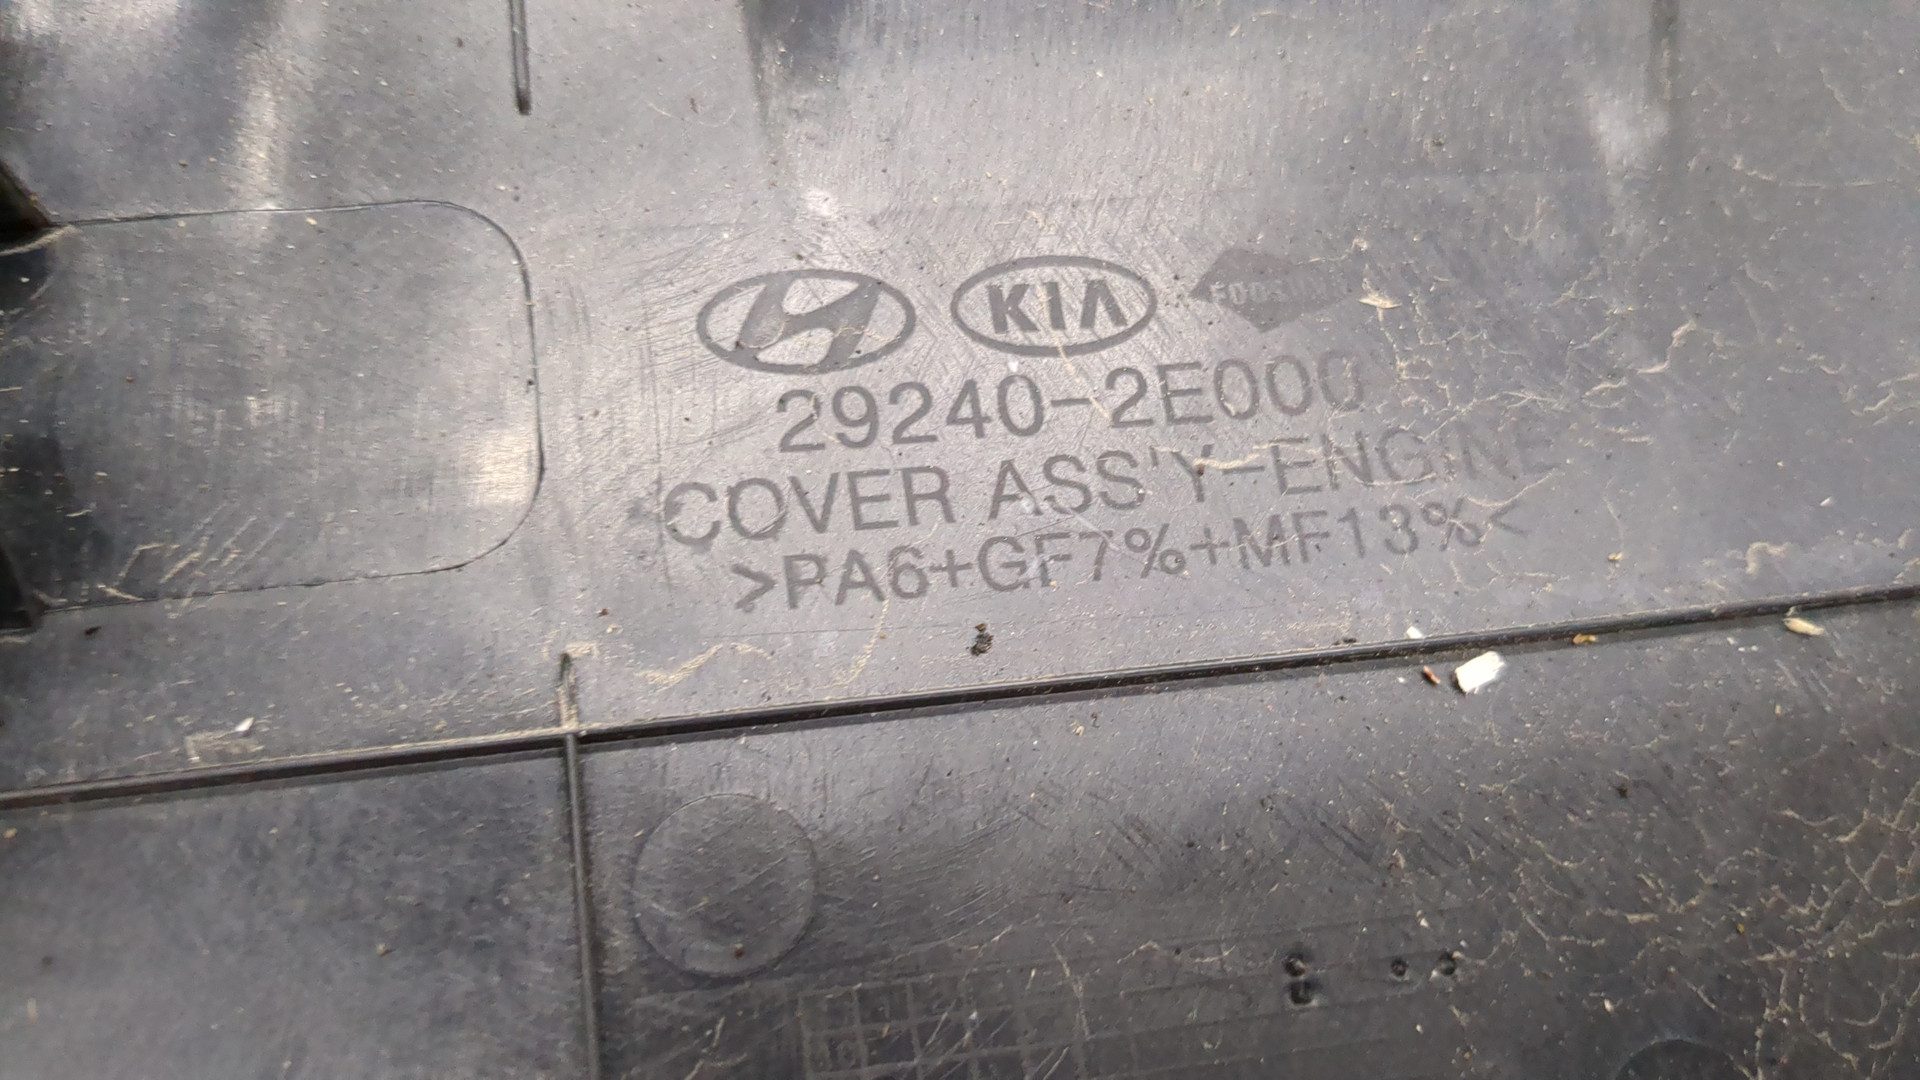 KIA
29240-2E000
COVER ASS'Y-ENGINE
>PA6+GF7%+MF13%<